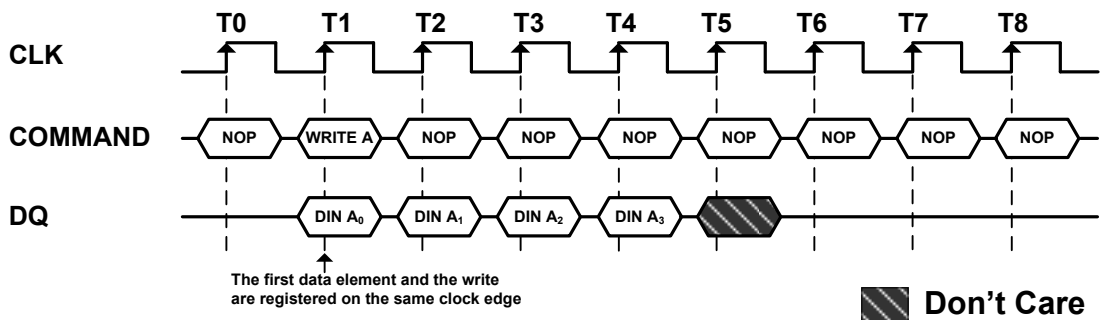 T0 T1 T2 T3 T4 T5 T6 T7 T8
CLK
COMMAND NOP WRITE A NOP NOP NOP NOP NOP NOP NOP
DQ DIN A₀ DIN A₁ DIN A₂ DIN A₃
The first data element and the write
are registered on the same clock edge
Don't Care